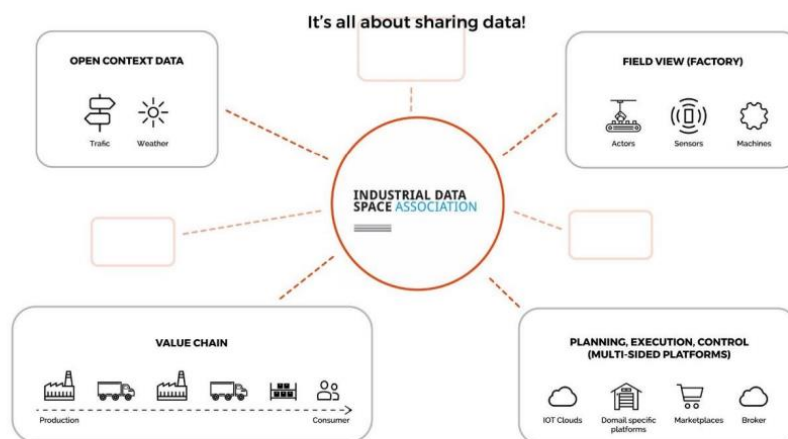 It's all about sharing data!
OPEN CONTEXT DATA
Trafic
Weather
FIELD VIEW (FACTORY)
Actors
Sensors
Machines
INDUSTRIAL DATA
SPACE ASSOCIATION
VALUE CHAIN
Production
Consumer
PLANNING, EXECUTION, CONTROL
(MULTI-SIDED PLATFORMS)
IOT Clouds
Domail specific
platforms
Marketplaces
Broker